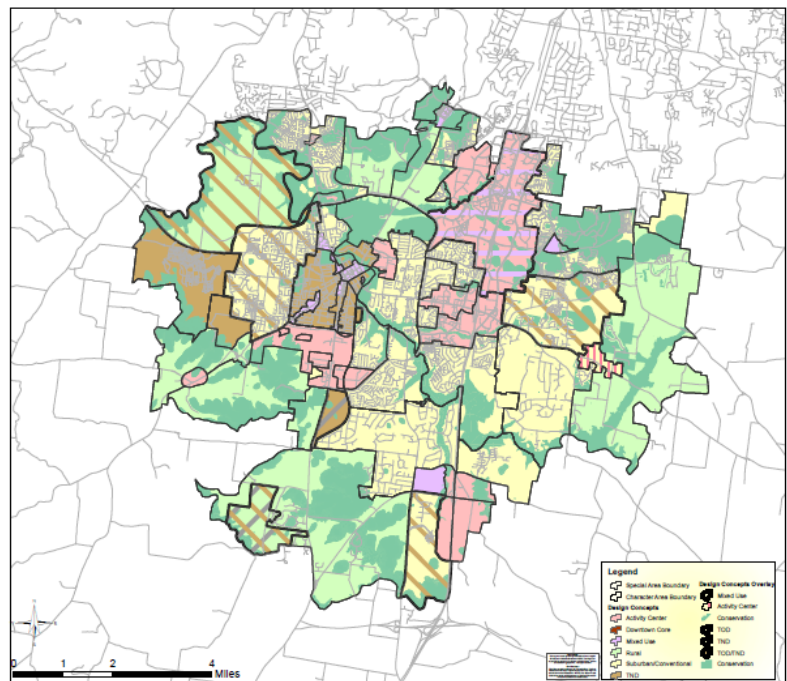 Legend
Special Area Boundary
Character Area Boundary
Design Concepts
Activity Center
Downtown Core
Mixed Use
Rural
Suburban/Conventional
TND
Design Concepts Overlay
Mixed Use
Activity Center
Conservation
TOD
TND
TOD/TND
Conservation
0 1 2 4
Miles